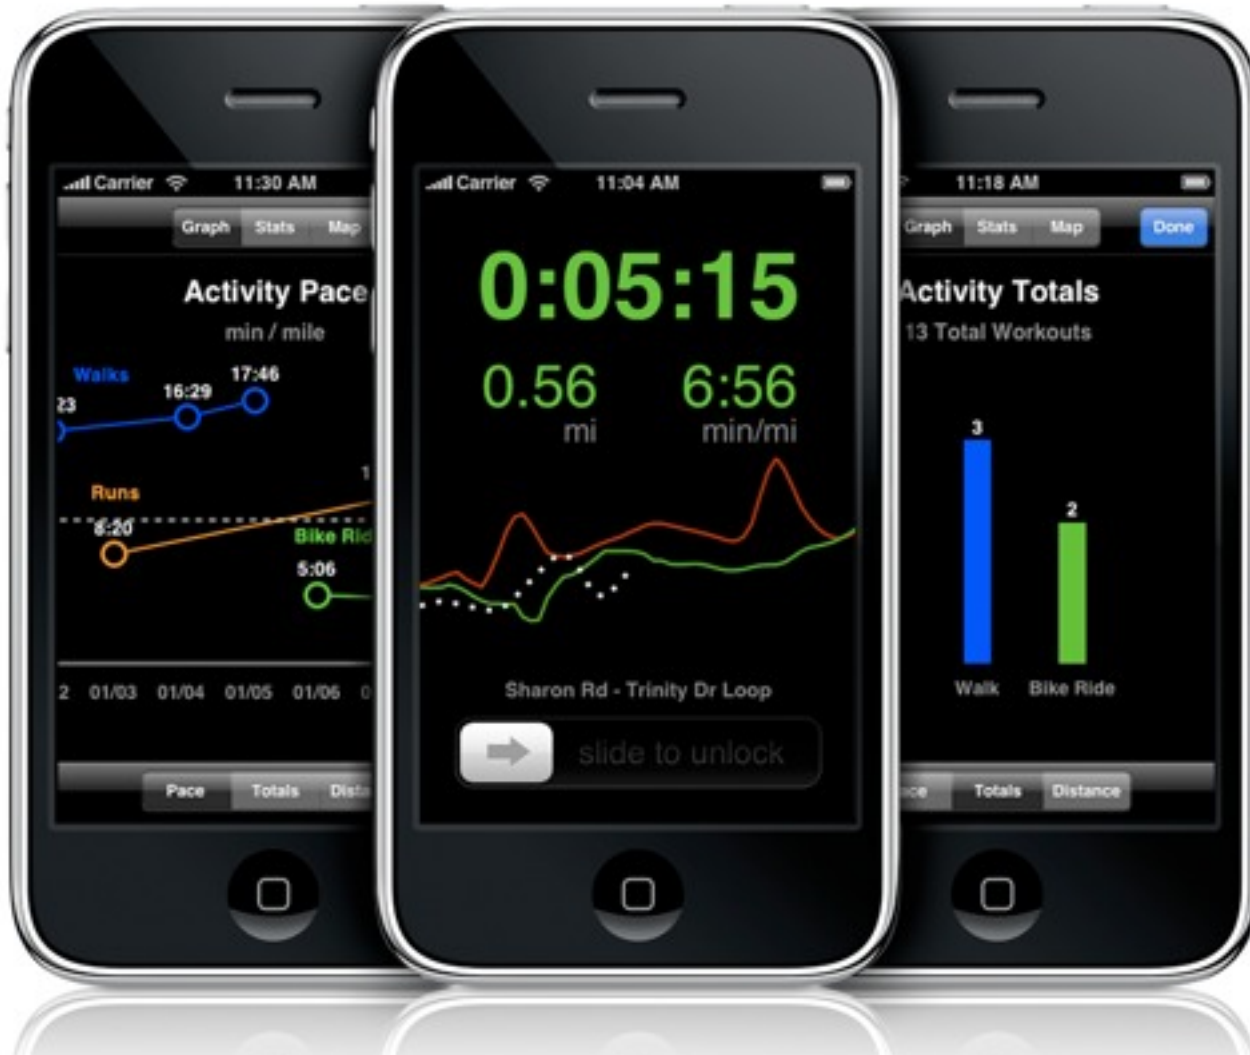 Carrier 11:30 AM
Graph Stats Map
Activity Pace
min / mile
Walks
23 16:29 17:46
Runs
8:20
Bike
5:06
01/03 01/04 01/05 01/06
Pace Totals
Carrier 11:04 AM
0:05:15
0.56 6:56
mi min/mi
Sharon Rd - Trinity Dr Loop
slide to unlock
11:18 AM
Graph Stats Map Done
Activity Totals
13 Total Workouts
3
2
Walk Bike Ride
Totals Distance